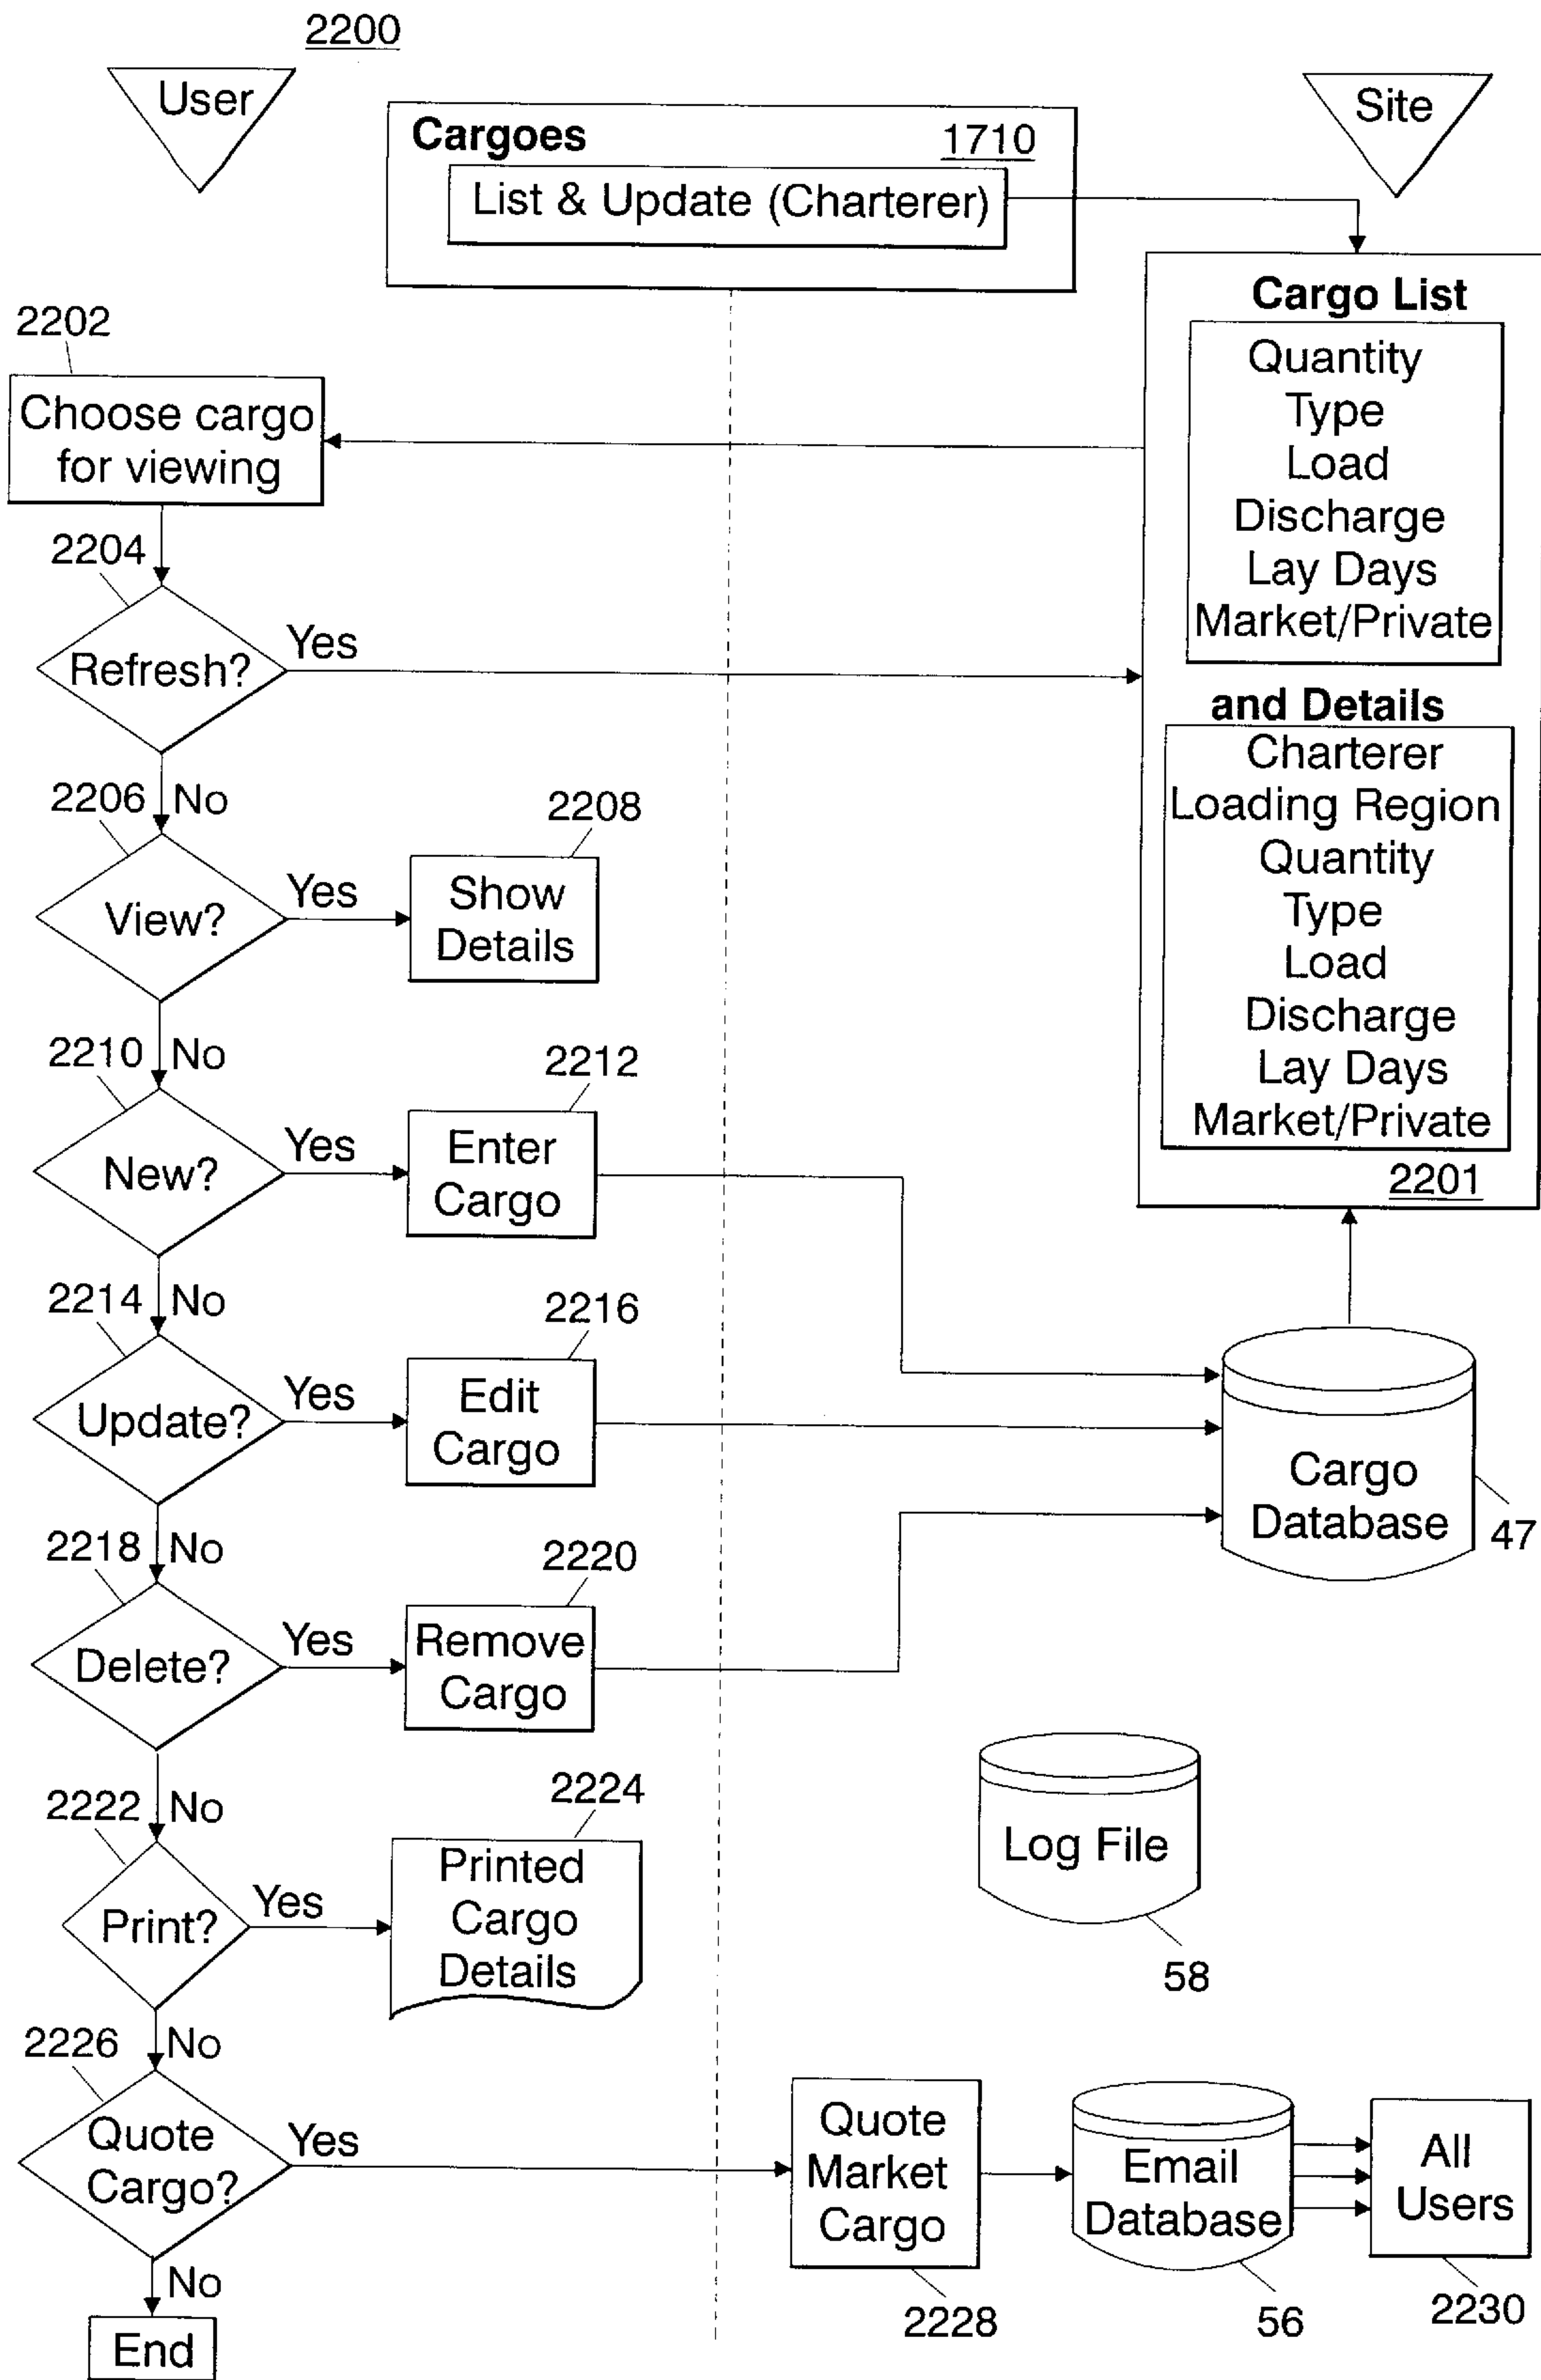 2200
User
Site
Cargoes
1710
List & Update (Charterer)
Cargo List
Quantity
Type
Load
Discharge
Lay Days
Market/Private
and Details
Charterer
Loading Region
Quantity
Type
Load
Discharge
Lay Days
Market/Private
2201
2202
Choose cargo
for viewing
2204
Refresh?
Yes
No
2206
View?
Yes
2208
Show
Details
No
2210
New?
Yes
2212
Enter
Cargo
No
2214
Update?
Yes
2216
Edit
Cargo
Cargo
Database
47
No
2218
Delete?
Yes
2220
Remove
Cargo
No
2222
Print?
Yes
2224
Printed
Cargo
Details
Log File
58
No
2226
Quote
Cargo?
Yes
Quote
Market
Cargo
2228
Email
Database
56
All
Users
2230
No
End